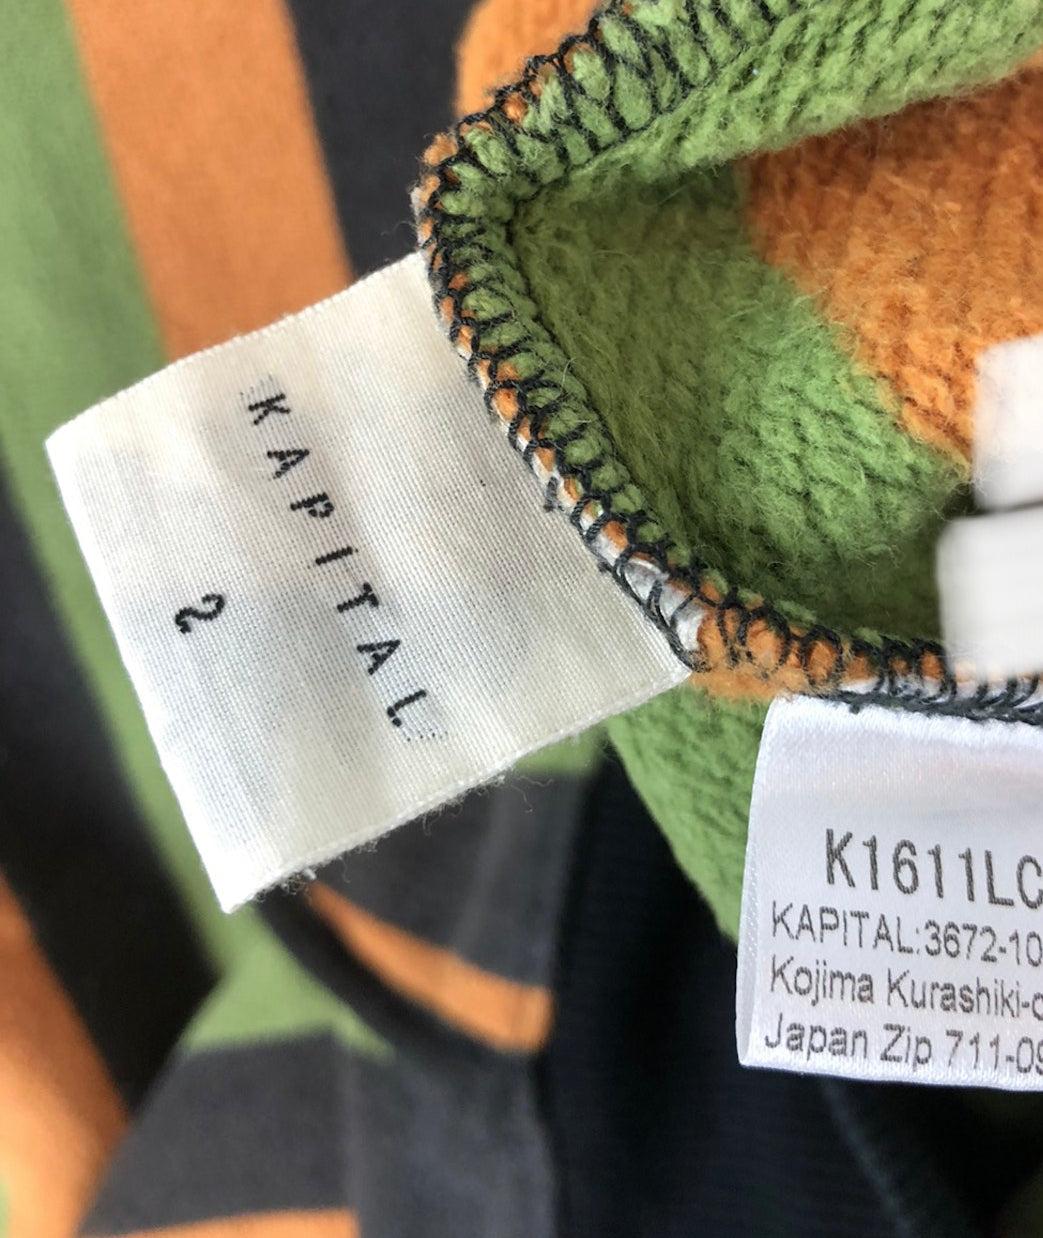 KAPITAL
2
K1611LC
KAPITAL:3672-10
Kojima Kurashiki-c
Japan Zip 711-09